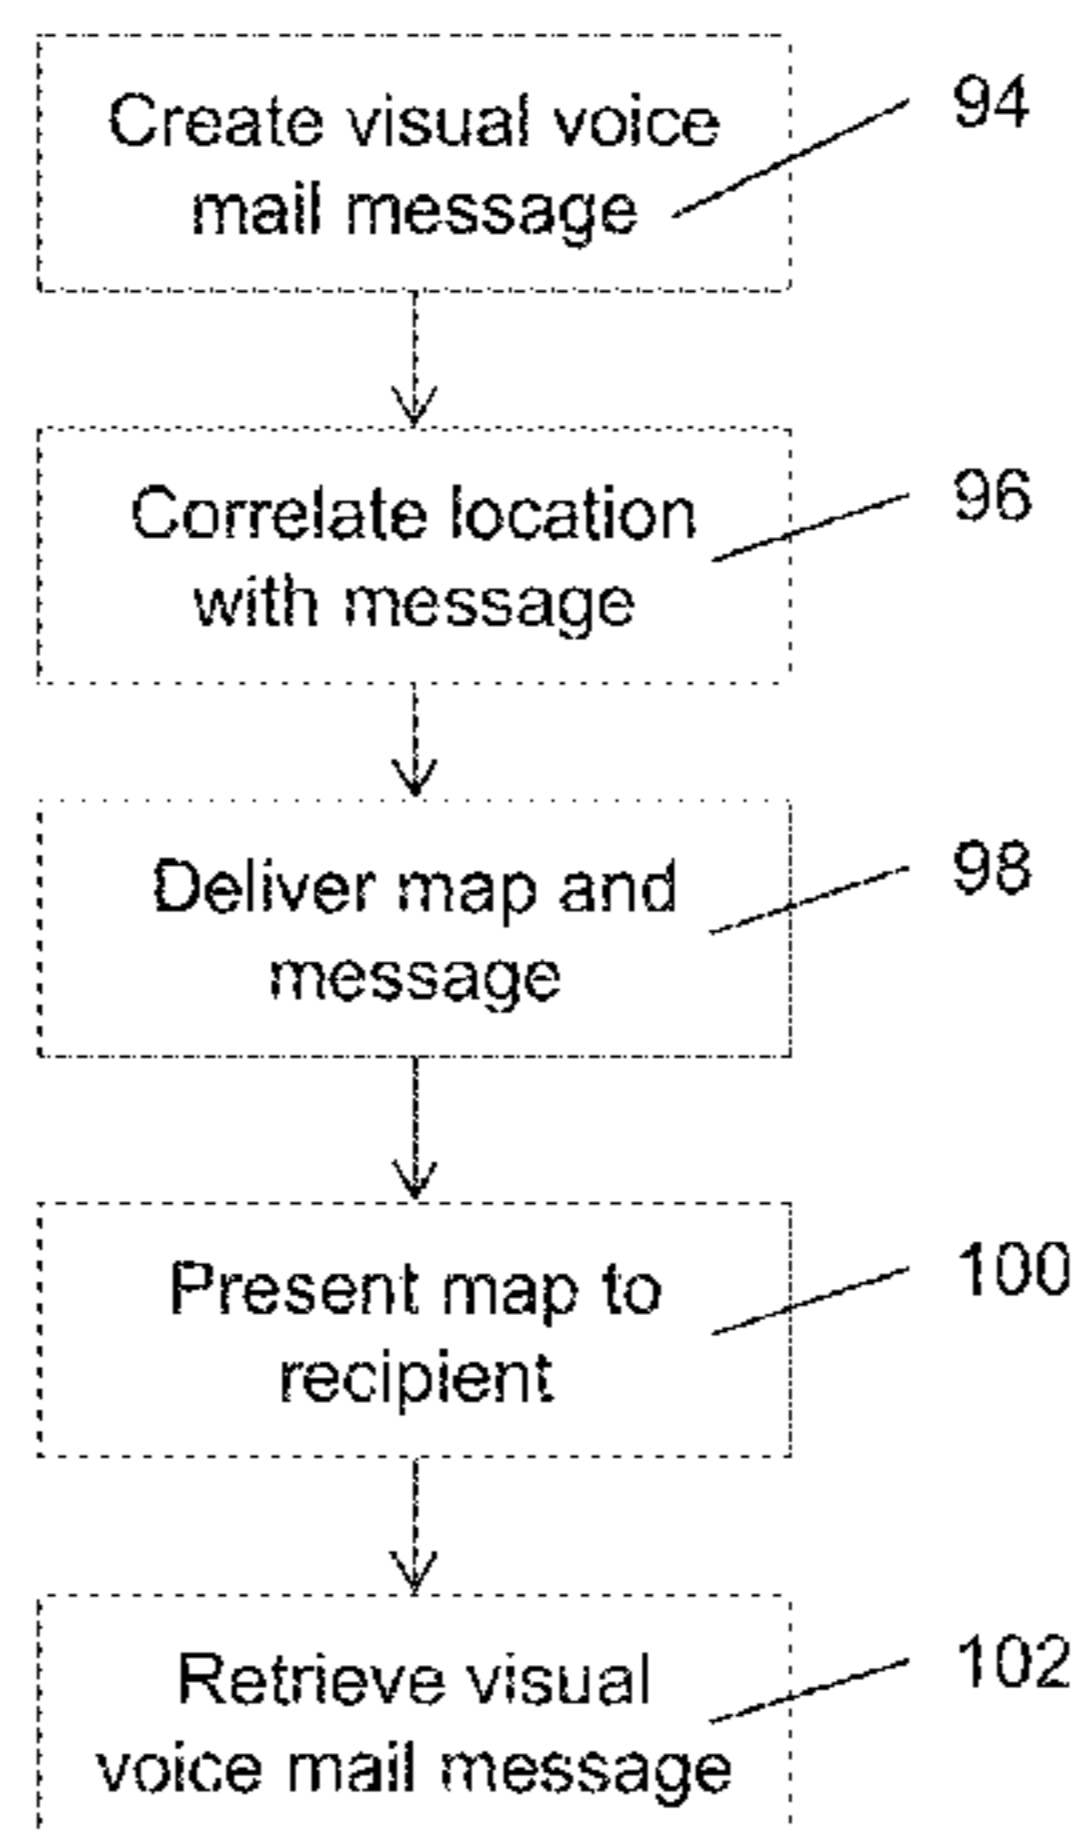 Create visual voice
mail message
94
Correlate location
with message
96
Deliver map and
message
98
Present map to
recipient
100
Retrieve visual
voice mail message
102